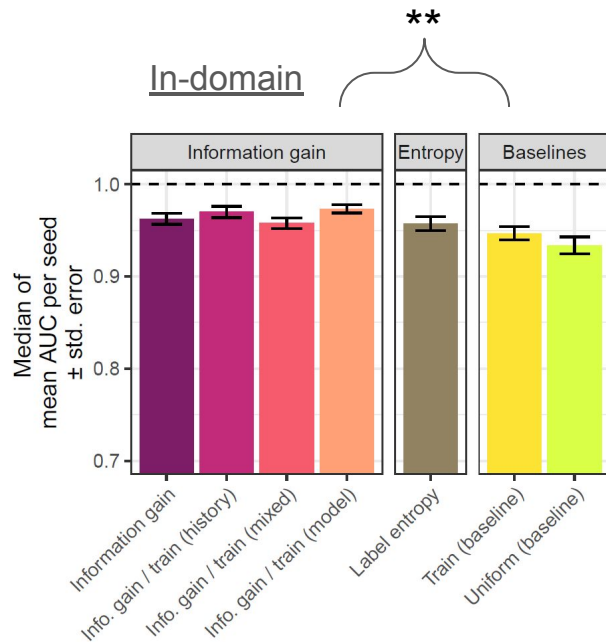 **
In-domain
Information gain
Entropy
Baselines
1.0
0.9
0.8
0.7
Median of
mean AUC per seed
± std. error
Information gain
Info. gain / train (history)
Info. gain / train (mixed)
Info. gain / train (model)
Label entropy
Train (baseline)
Uniform (baseline)